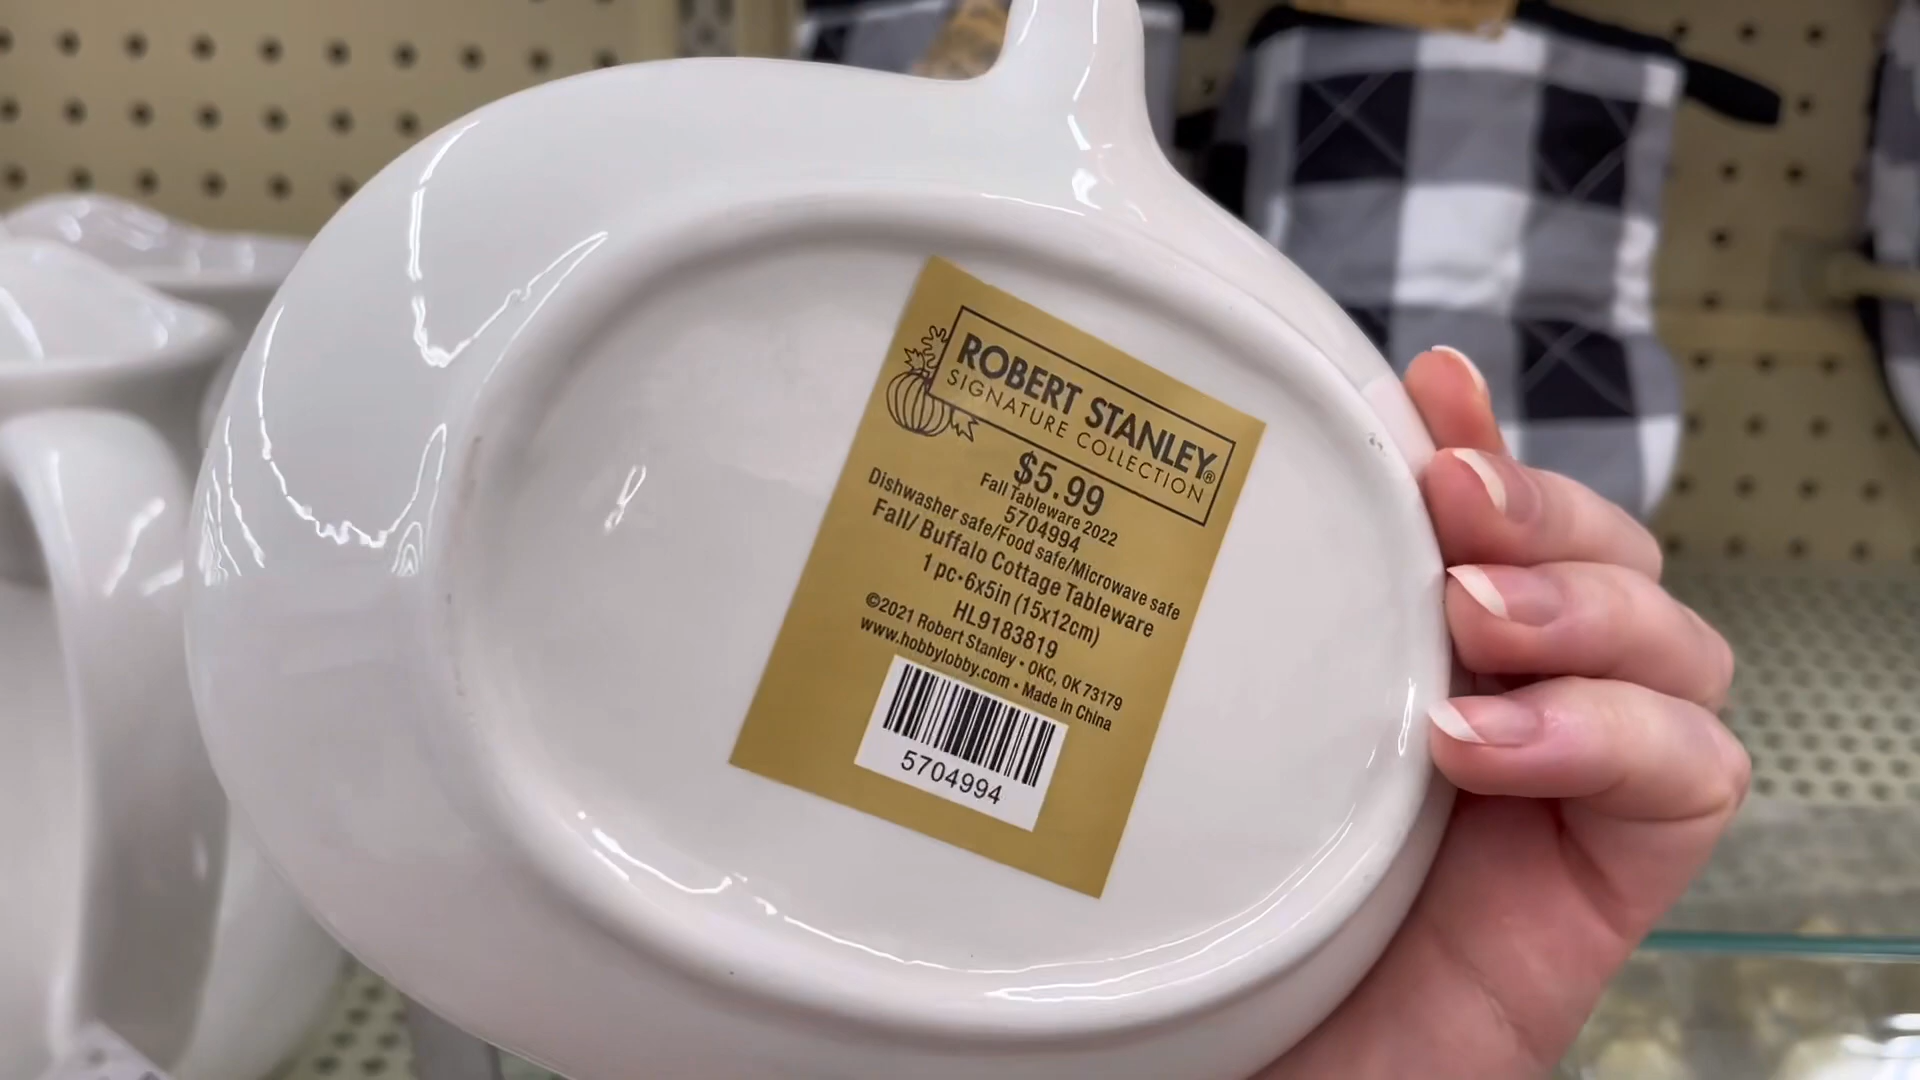 ROBERT STANLEY®
SIGNATURE COLLECTION
$5.99
Fall Tableware 2022
5704994
Dishwasher safe/Food safe/Microwave safe
Fall/ Buffalo Cottage Tableware
1 pc•6x5in (15x12cm)
HL9183819
©2021 Robert Stanley • OKC, OK 73179
www.hobbylobby.com • Made in China
5704994